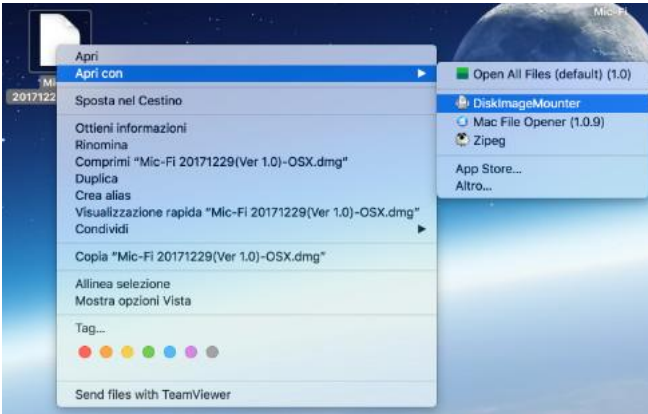 Mic-Fi
Mi
2017122
Apri
Apri con
Sposta nel Cestino
Ottieni informazioni
Rinomina
Comprimi “Mic-Fi 20171229(Ver 1.0)-OSX.dmg”
Duplica
Crea alias
Visualizzazione rapida “Mic-Fi 20171229(Ver 1.0)-OSX.dmg”
Condividi
Copia “Mic-Fi 20171229(Ver 1.0)-OSX.dmg”
Allinea selezione
Mostra opzioni Vista
Tag...
Send files with TeamViewer
Open All Files (default) (1.0)
DiskImageMounter
Mac File Opener (1.0.9)
Zipeg
App Store...
Altro...